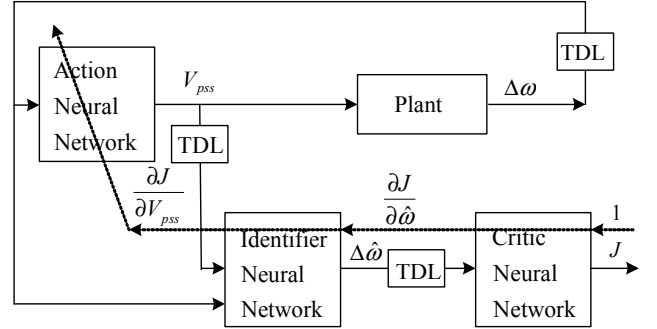 TDL
Action
Neural
Network
V_pss
Plant
Δω
TDL
∂J
∂V_pss
∂J
∂ω̂
1
Identifier
Neural
Network
Δω̂
TDL
Critic
Neural
Network
J